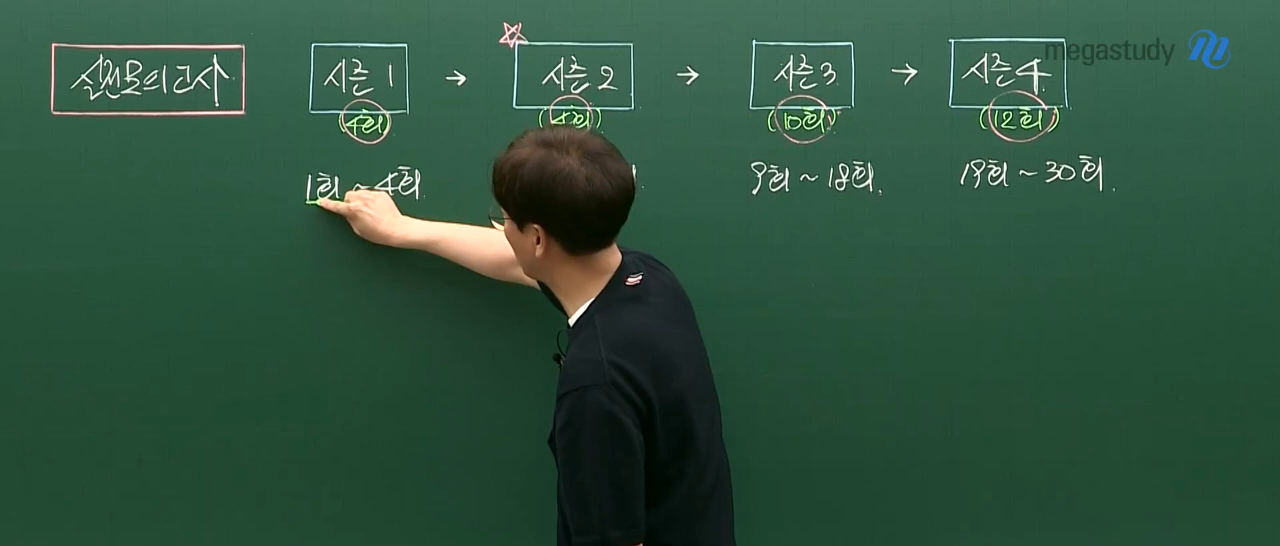 megastudy
실전모의고사 시즌 1 → 시즌 2 → 시즌 3 → 시즌 4
(4회) (4회) (10회) (12회)
1회 ~ 4회. 9회 ~ 18회. 19회 ~ 30회.